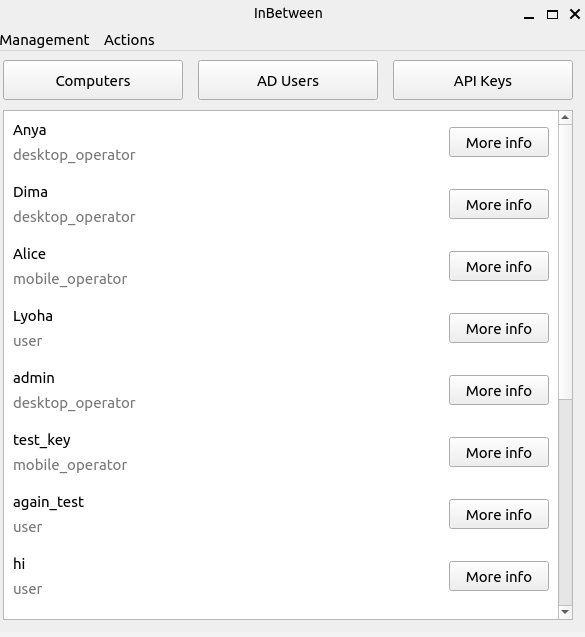 InBetween
Management Actions
Computers AD Users API Keys
Anya
desktop_operator
More info
Dima
desktop_operator
More info
Alice
mobile_operator
More info
Lyoha
user
More info
admin
desktop_operator
More info
test_key
mobile_operator
More info
again_test
user
More info
hi
user
More info